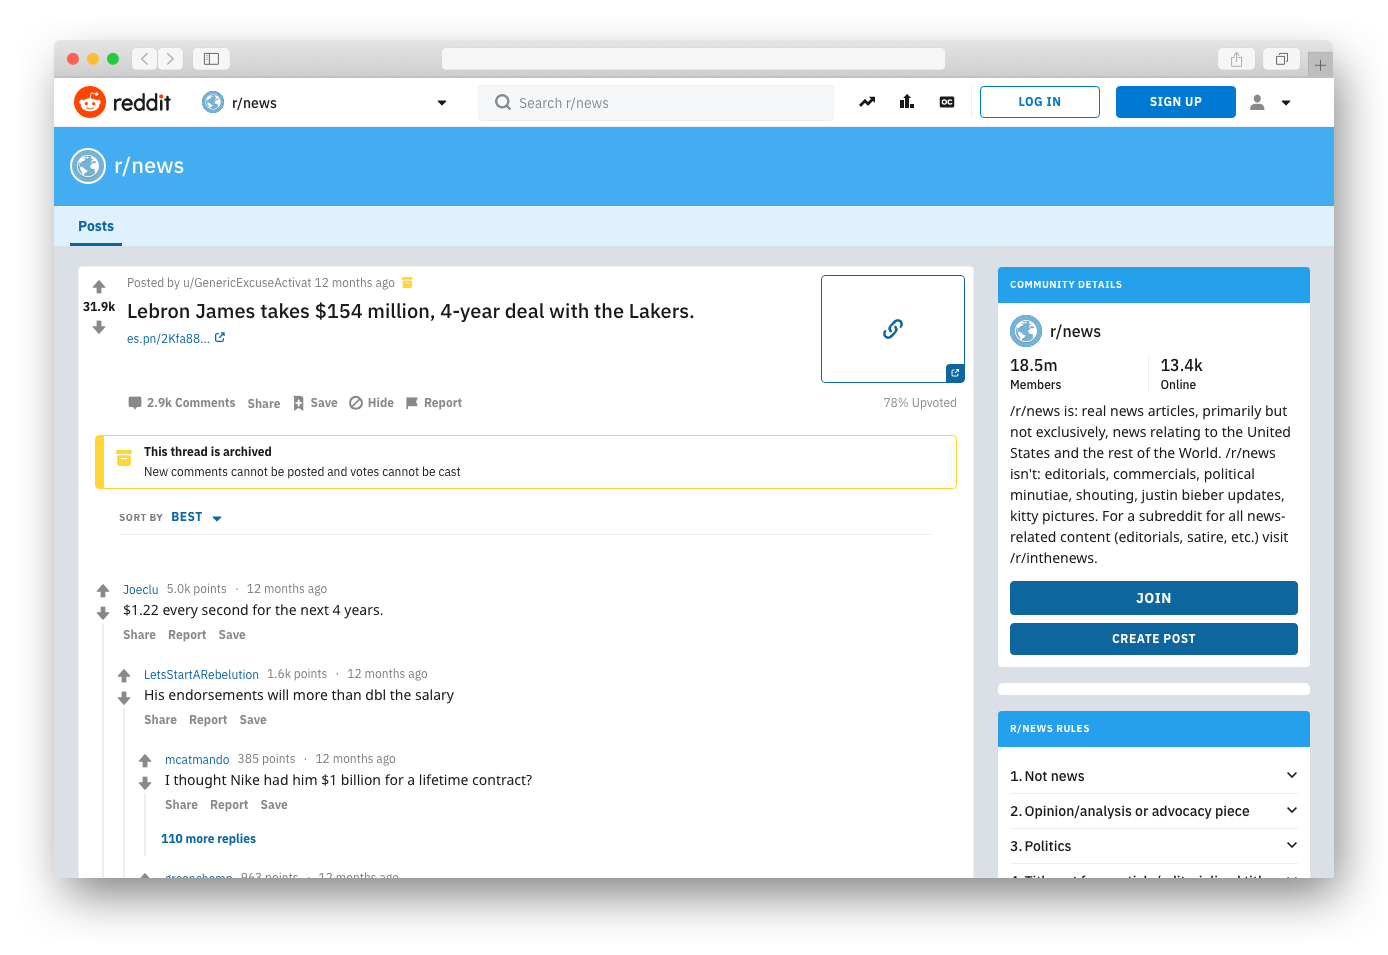 reddit
r/news
Search r/news
OC
LOG IN
SIGN UP
r/news
Posts
31.9k
Posted by u/GenericExcuseActivat 12 months ago
Lebron James takes $154 million, 4-year deal with the Lakers.
es.pn/2Kfa88...
2.9k Comments Share Save Hide Report
78% Upvoted
This thread is archived
New comments cannot be posted and votes cannot be cast
SORT BY BEST
Joeclu 5.0k points · 12 months ago
$1.22 every second for the next 4 years.
Share Report Save
LetsStartARebelution 1.6k points · 12 months ago
His endorsements will more than dbl the salary
Share Report Save
mcatmando 385 points · 12 months ago
I thought Nike had him $1 billion for a lifetime contract?
Share Report Save
110 more replies
963 points · 12 months ago
COMMUNITY DETAILS
r/news
18.5m
Members
13.4k
Online
/r/news is: real news articles, primarily but
not exclusively, news relating to the United
States and the rest of the World. /r/news
isn't: editorials, commercials, political
minutiae, shouting, justin bieber updates,
kitty pictures. For a subreddit for all news-
related content (editorials, satire, etc.) visit
/r/inthenews.
JOIN
CREATE POST
R/NEWS RULES
1. Not news
2. Opinion/analysis or advocacy piece
3. Politics